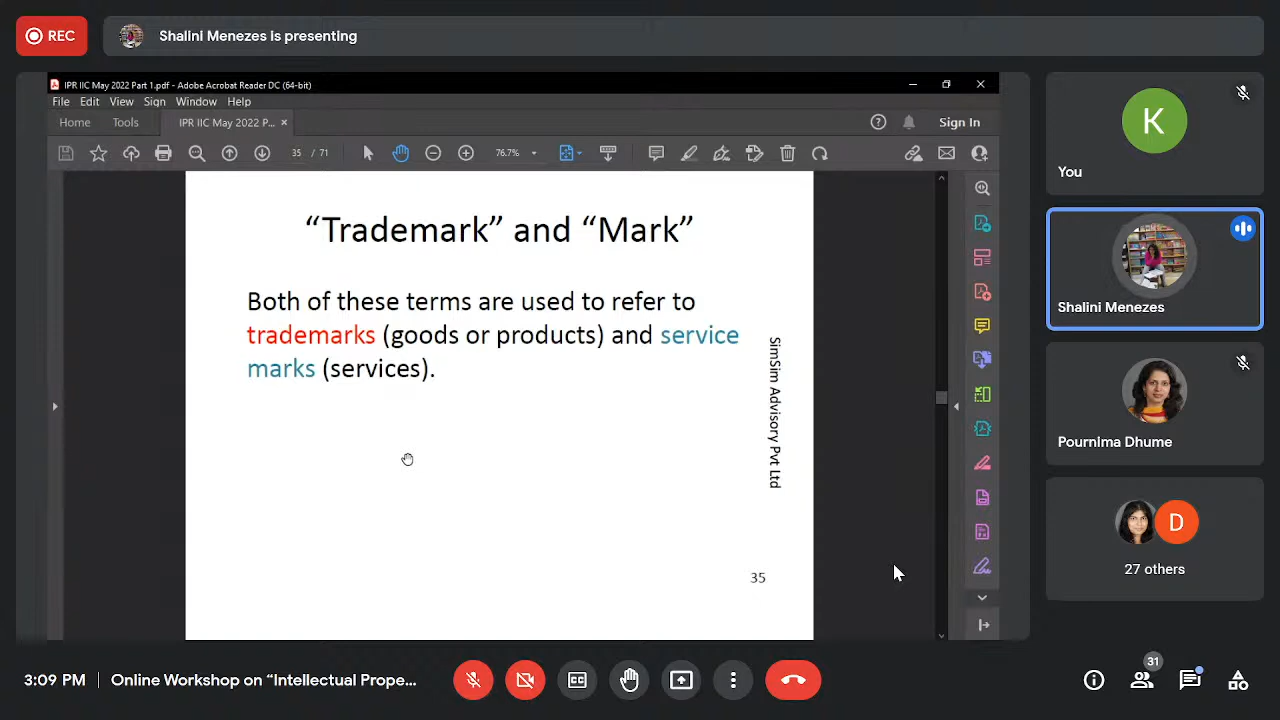 REC
Shalini Menezes is presenting
IPR IIC May 2022 Part 1.pdf - Adobe Acrobat Reader DC (64-bit)
File Edit View Sign Window Help
Home Tools IPR IIC May 2022 P... ×
Sign In
35 / 71 76.7%
“Trademark” and “Mark”
Both of these terms are used to refer to
trademarks (goods or products) and service
marks (services).
SimSim Advisory Pvt Ltd
35
K
You
Shalini Menezes
Pournima Dhume
D
27 others
3:09 PM | Online Workshop on “Intellectual Prope...
31